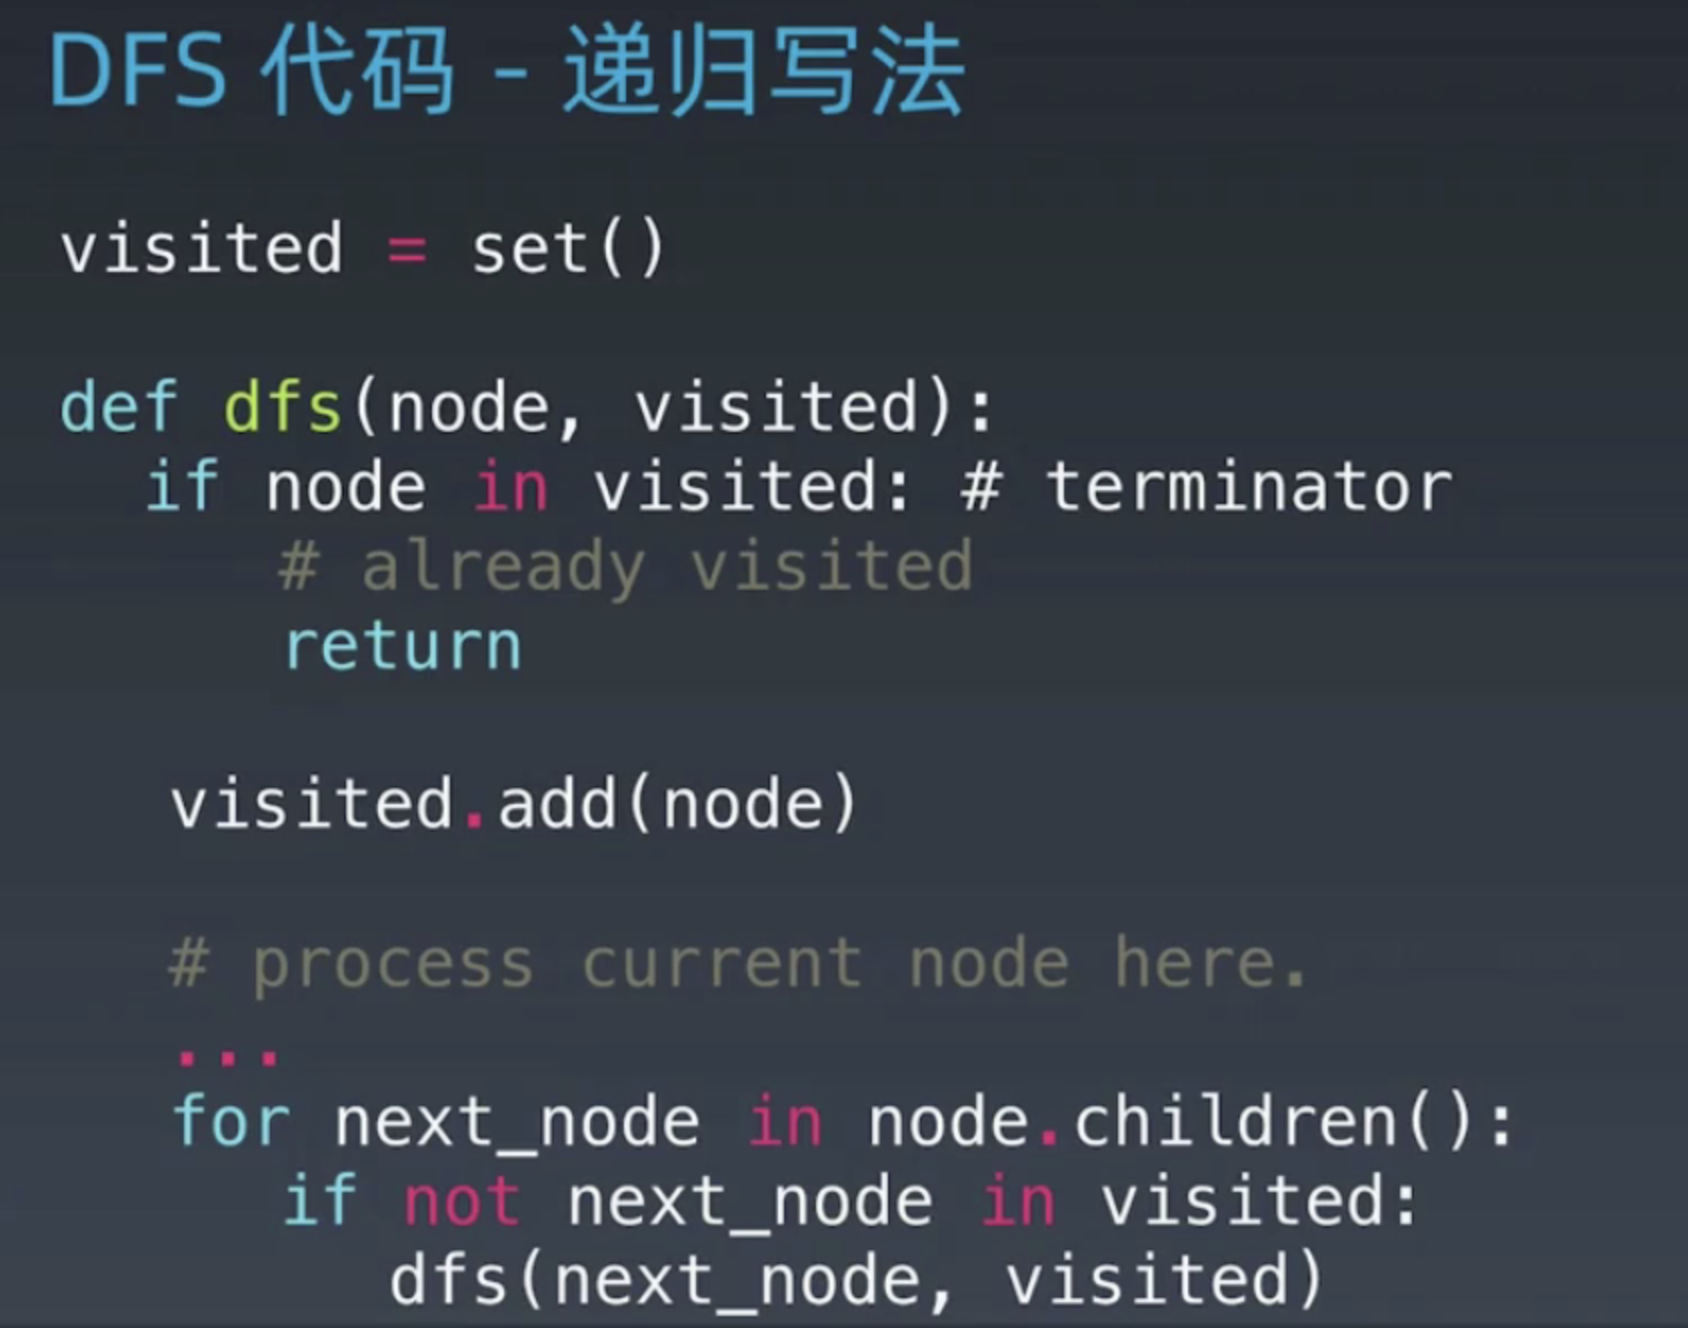 DFS 代码 - 递归写法
visited = set()
def dfs(node, visited):
if node in visited: # terminator
# already visited
return
visited.add(node)
# process current node here.
...
for next_node in node.children():
if not next_node in visited:
dfs(next_node, visited)